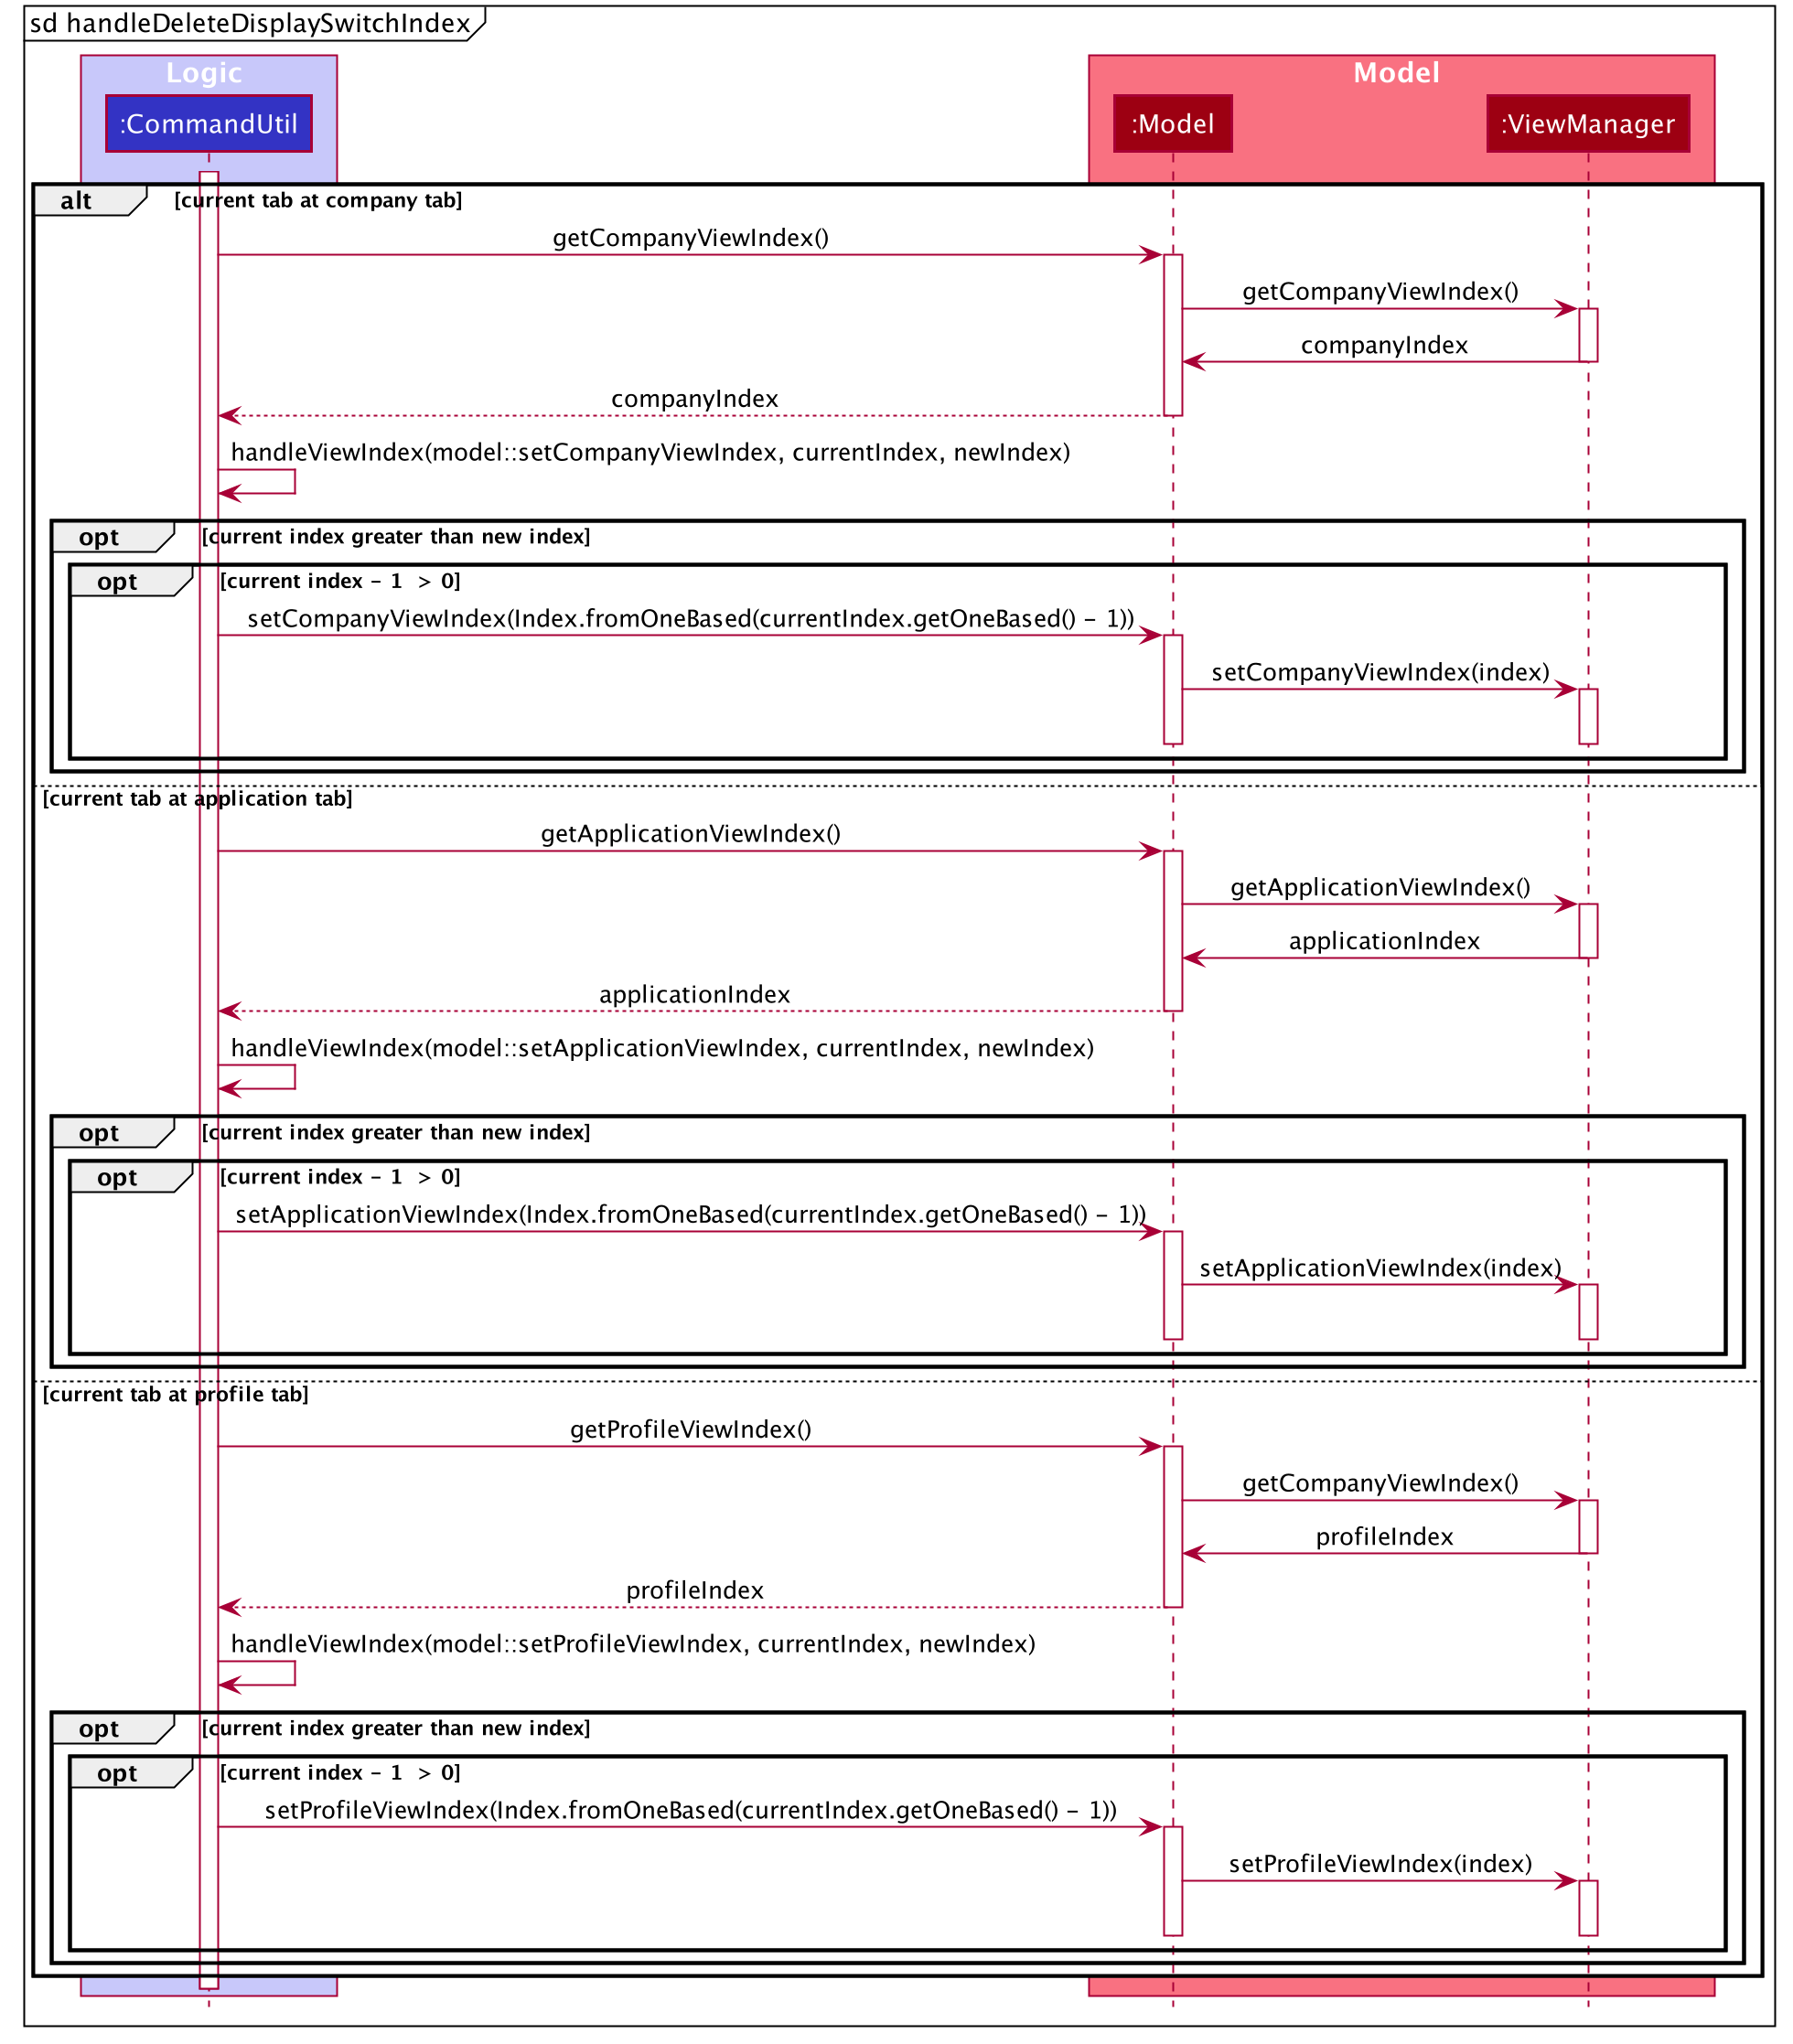 sd handleDeleteDisplaySwitchIndex
Logic
Model
:CommandUtil
:Model
:ViewManager
alt
[current tab at company tab]
getCompanyViewIndex()
getCompanyViewIndex()
companyIndex
companyIndex
handleViewIndex(model::setCompanyViewIndex, currentIndex, newIndex)
opt
[current index greater than new index]
opt
[current index - 1  > 0]
setCompanyViewIndex(Index.fromOneBased(currentIndex.getOneBased() - 1))
setCompanyViewIndex(index)
[current tab at application tab]
getApplicationViewIndex()
getApplicationViewIndex()
applicationIndex
applicationIndex
handleViewIndex(model::setApplicationViewIndex, currentIndex, newIndex)
opt
[current index greater than new index]
opt
[current index - 1  > 0]
setApplicationViewIndex(Index.fromOneBased(currentIndex.getOneBased() - 1))
setApplicationViewIndex(index)
[current tab at profile tab]
getProfileViewIndex()
getCompanyViewIndex()
profileIndex
profileIndex
handleViewIndex(model::setProfileViewIndex, currentIndex, newIndex)
opt
[current index greater than new index]
opt
[current index - 1  > 0]
setProfileViewIndex(Index.fromOneBased(currentIndex.getOneBased() - 1))
setProfileViewIndex(index)